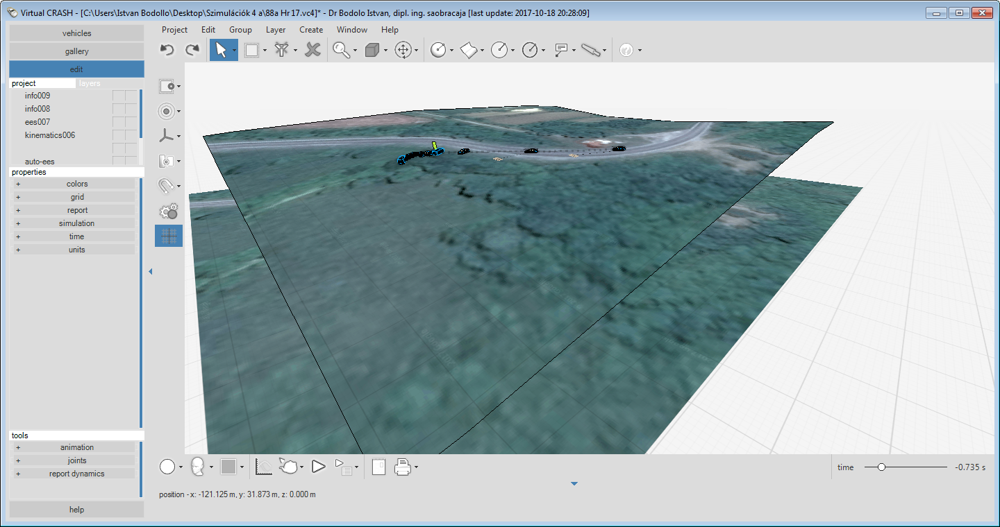 Virtual CRASH - [C:\Users\Istvan Bodollo\Desktop\Szimulációk 4 a\88a Hr 17.vc4]* - Dr Bodolo Istvan, dipl. ing. saobracaja [last update: 2017-10-18 20:28:09]
Project Edit Group Layer Create Window Help
vehicles
gallery
edit
project layers
info009
info008
ees007
kinematics006
auto-ees
properties
+ colors
+ grid
+ report
+ simulation
+ time
+ units
tools
+ animation
+ joints
+ report dynamics
help
time -0.735 s
position - x: -121.125 m, y: 31.873 m, z: 0.000 m